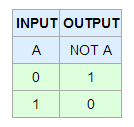 INPUT OUTPUT
A NOT A
0 1
1 0